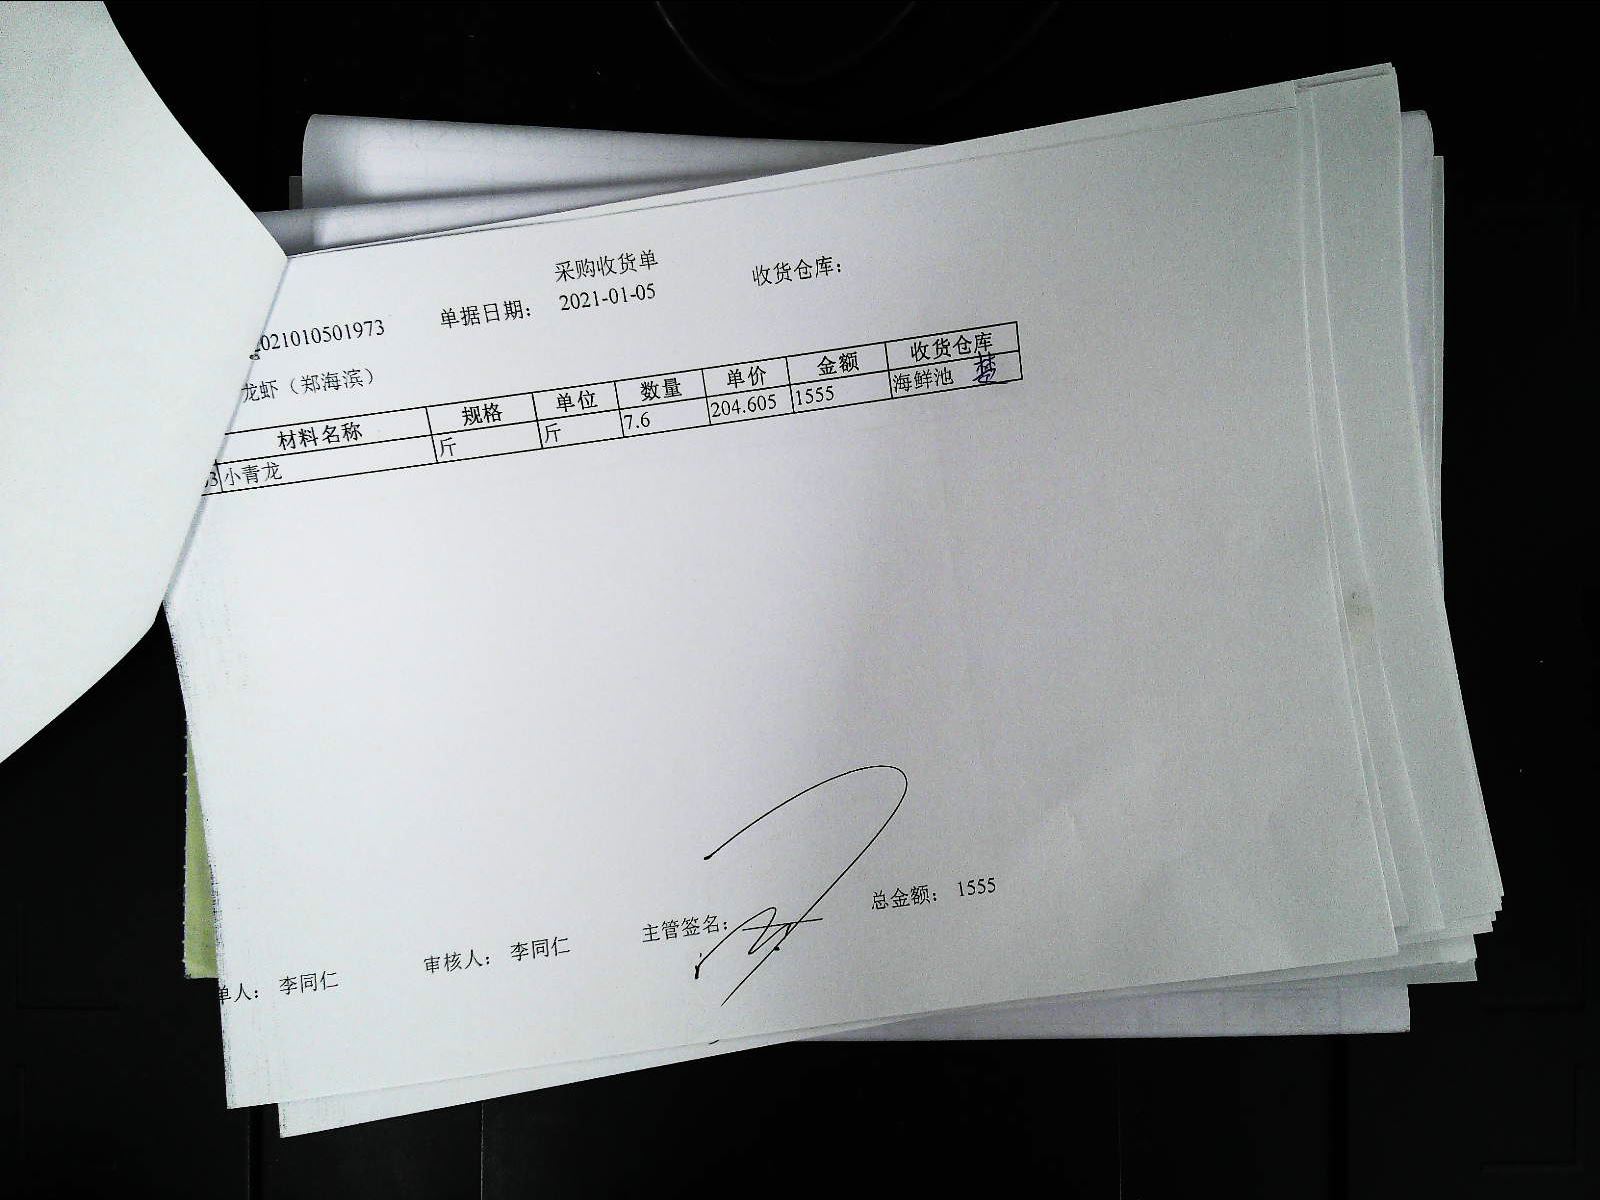 采购收货单
2021010501973 单据日期： 2021-01-05 收货仓库：
龙虾（郑海滨）
材料名称 规格 单位 数量 单价 金额 收货仓库
3 小青龙 斤 斤 7.6 204.605 1555 海鲜池
单人： 李同仁 审核人： 李同仁 主管签名： 总金额： 1555